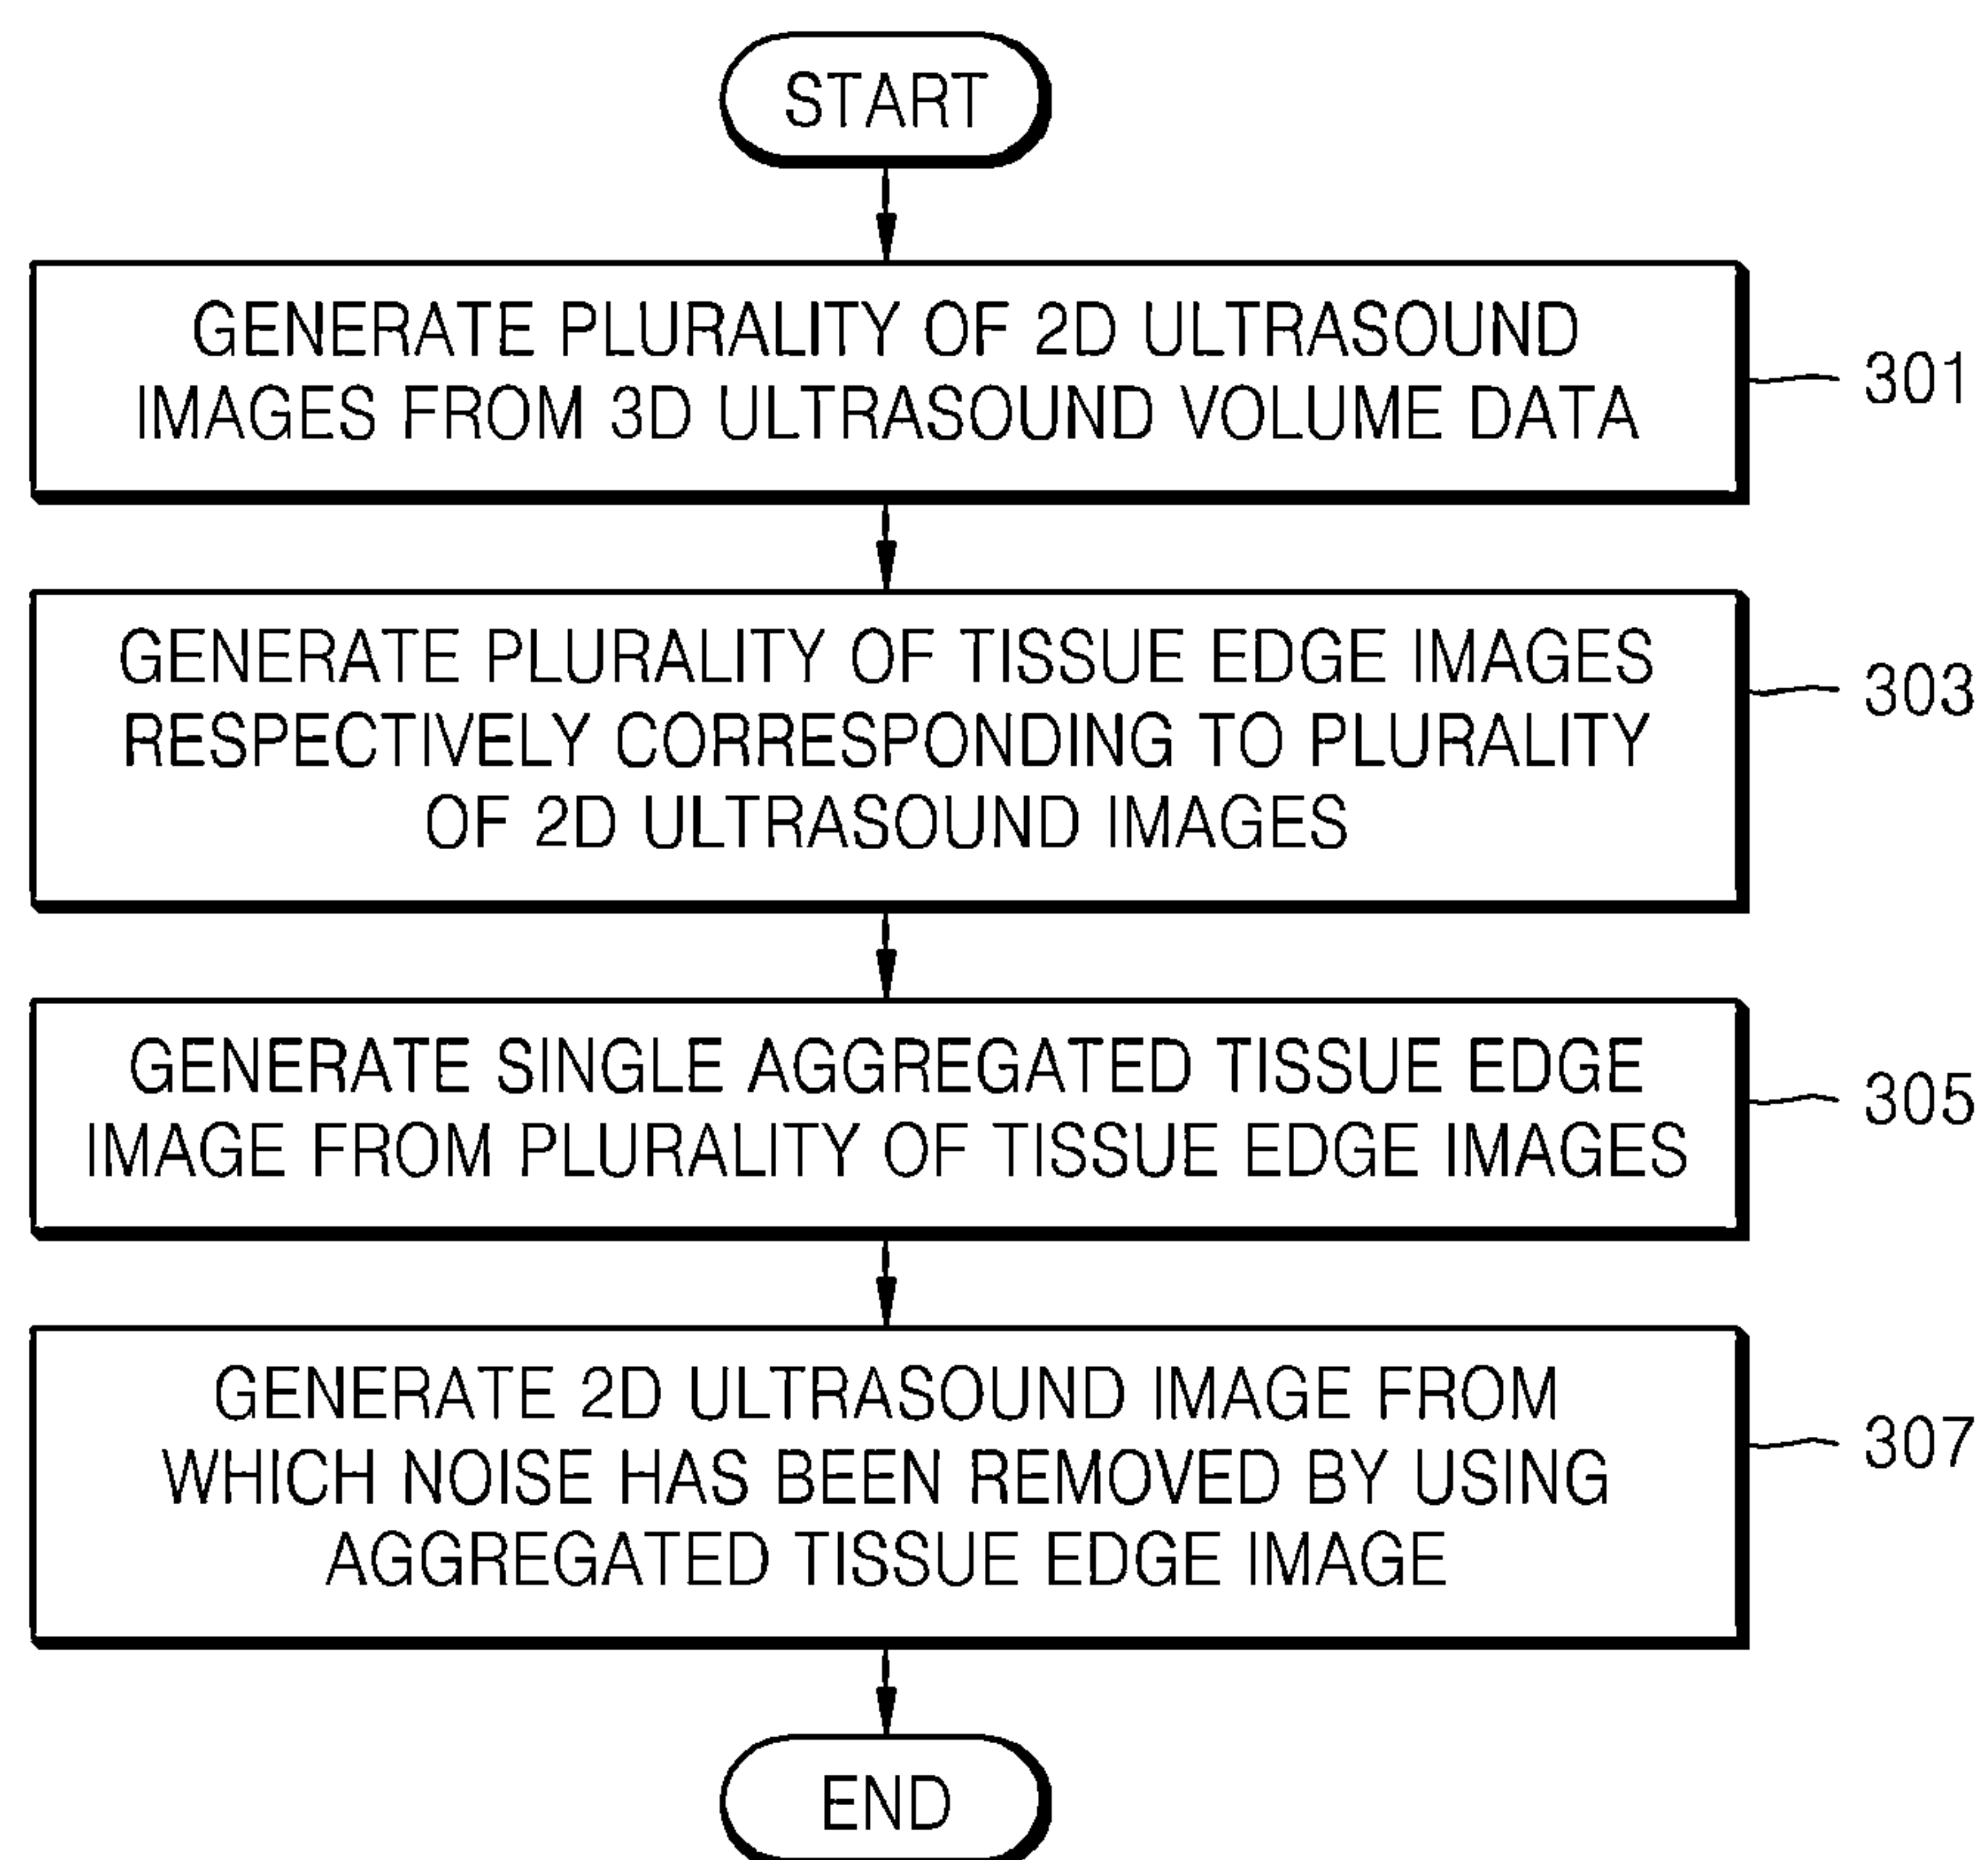 START
GENERATE PLURALITY OF 2D ULTRASOUND
IMAGES FROM 3D ULTRASOUND VOLUME DATA
301
GENERATE PLURALITY OF TISSUE EDGE IMAGES
RESPECTIVELY CORRESPONDING TO PLURALITY
OF 2D ULTRASOUND IMAGES
303
GENERATE SINGLE AGGREGATED TISSUE EDGE
IMAGE FROM PLURALITY OF TISSUE EDGE IMAGES
305
GENERATE 2D ULTRASOUND IMAGE FROM
WHICH NOISE HAS BEEN REMOVED BY USING
AGGREGATED TISSUE EDGE IMAGE
307
END